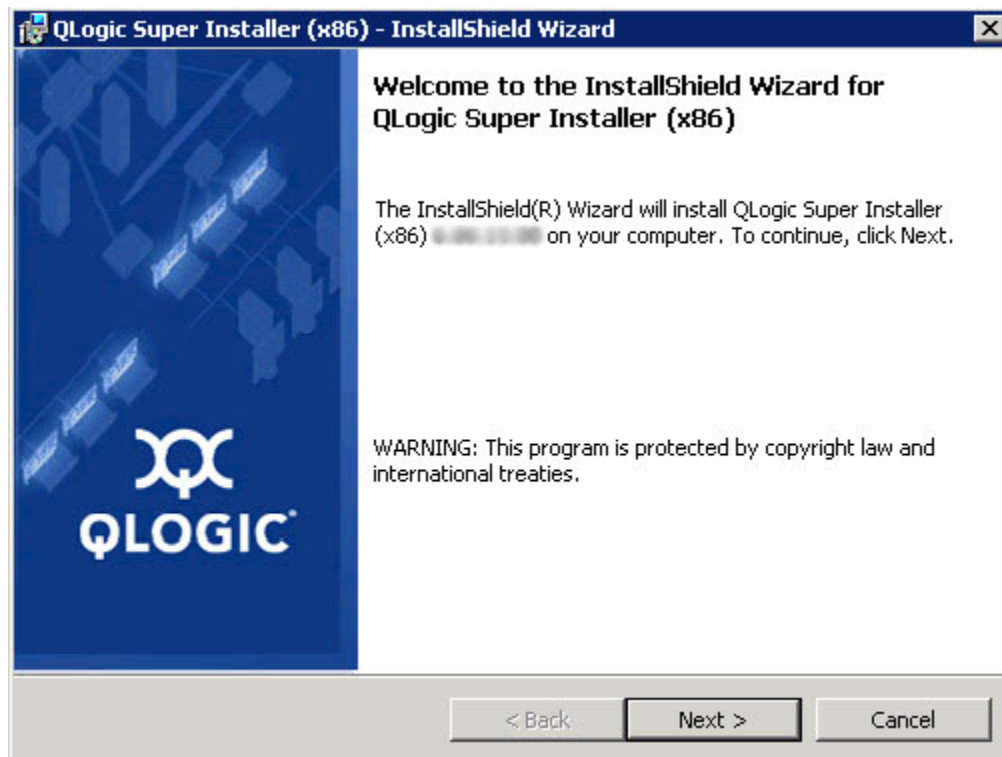 QLogic Super Installer (x86) - InstallShield Wizard
Welcome to the InstallShield Wizard for
QLogic Super Installer (x86)
The InstallShield(R) Wizard will install QLogic Super Installer
(x86) on your computer. To continue, click Next.
WARNING: This program is protected by copyright law and
international treaties.
QLOGIC
< Back
Next >
Cancel